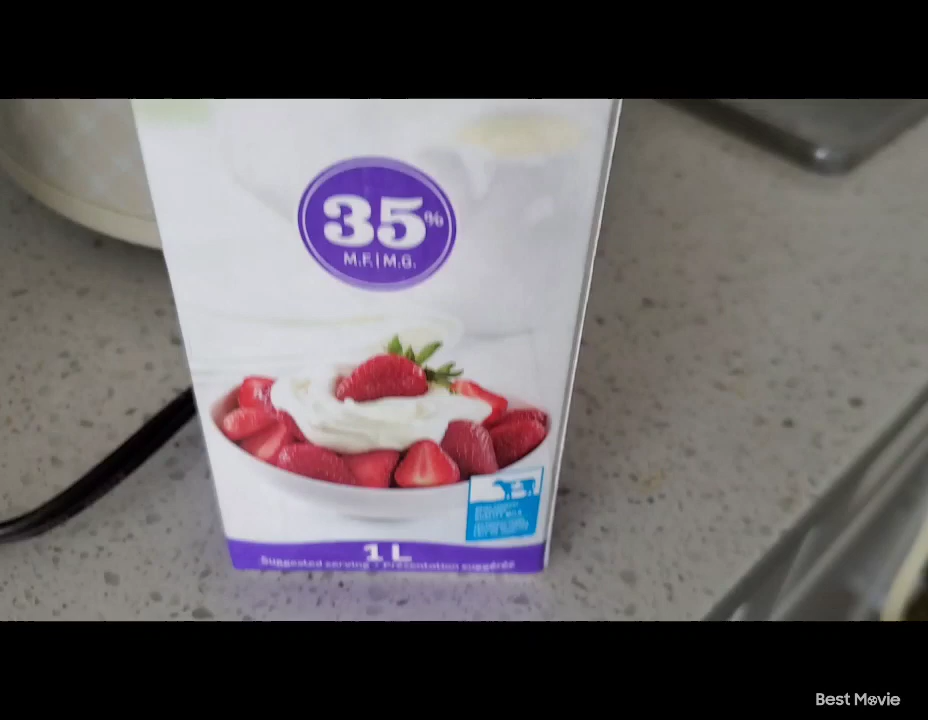 35%
M.F. | M.G.
1 L
Suggested serving • Présentation suggérée
Best Movie